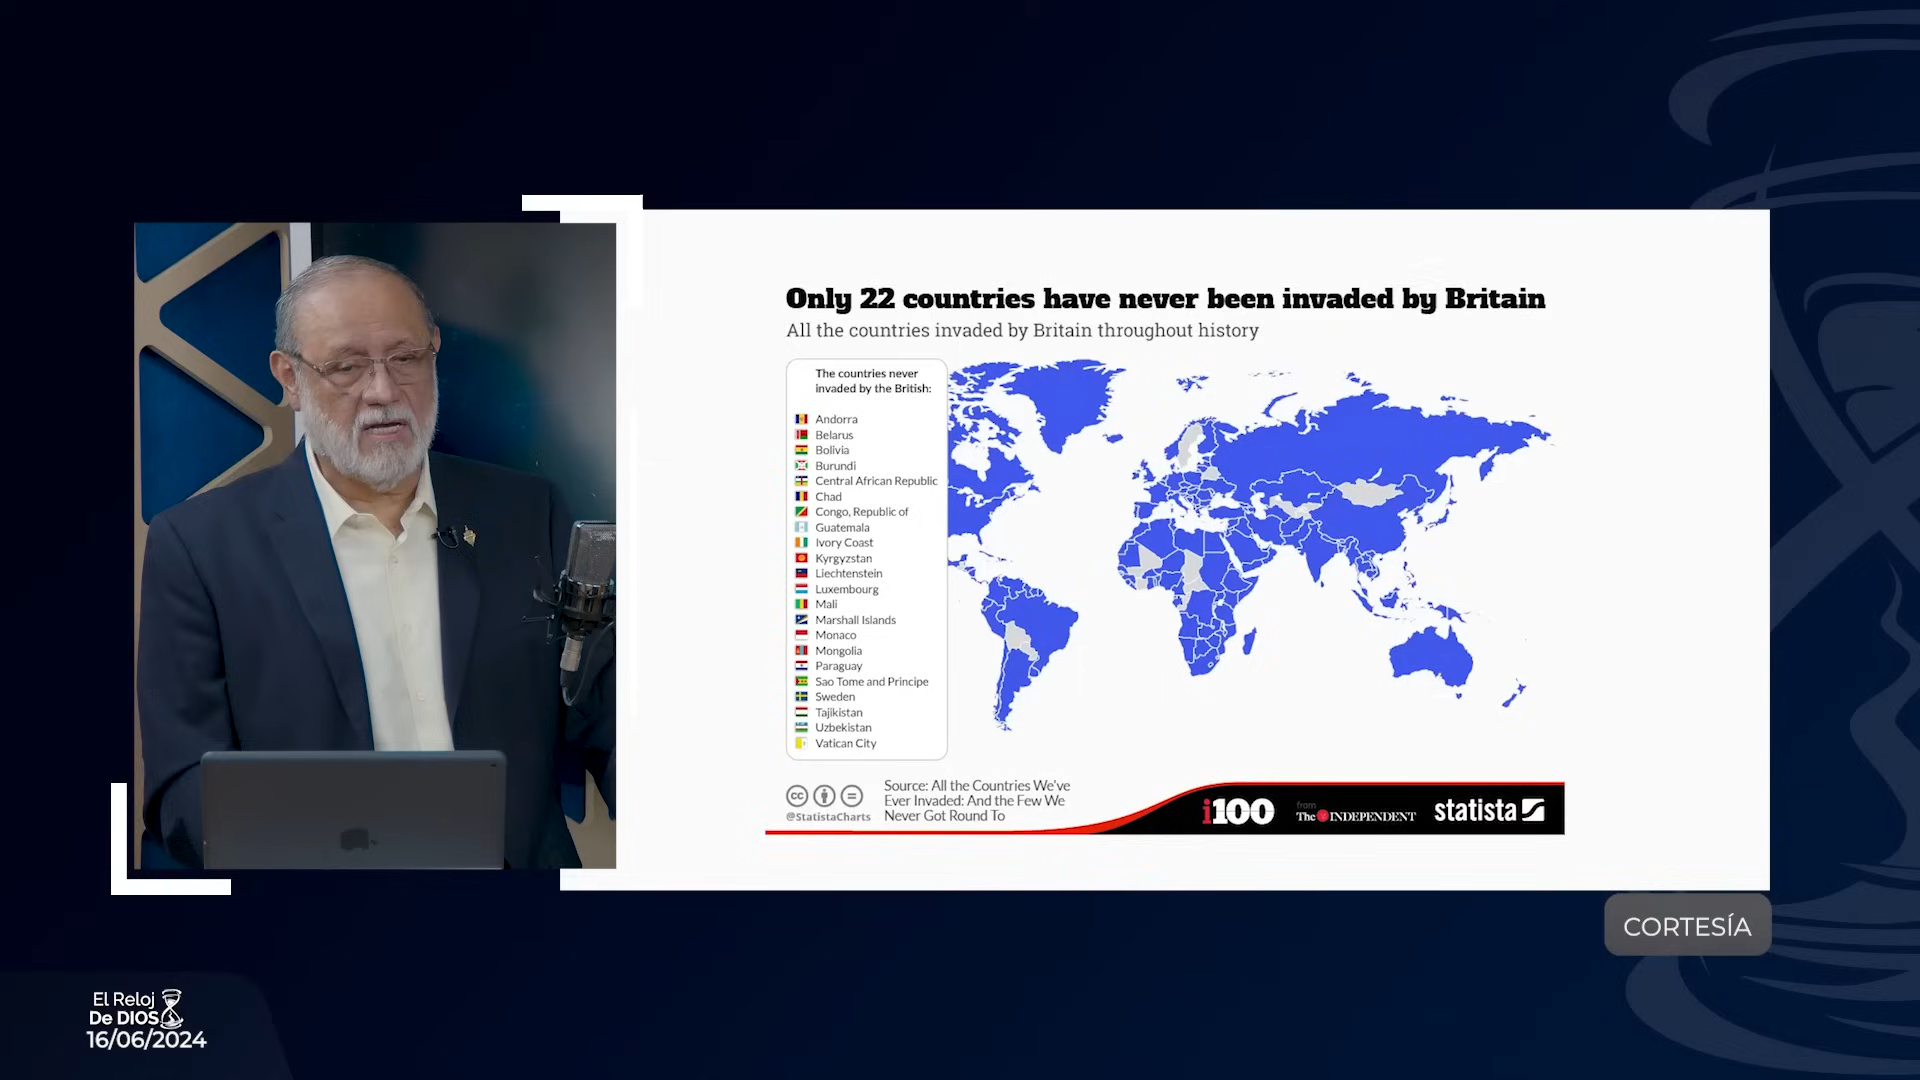 Only 22 countries have never been invaded by Britain
All the countries invaded by Britain throughout history
The countries never
invaded by the British:
Andorra
Belarus
Bolivia
Burundi
Central African Republic
Chad
Congo, Republic of
Guatemala
Ivory Coast
Kyrgyzstan
Liechtenstein
Luxembourg
Mali
Marshall Islands
Monaco
Mongolia
Paraguay
Sao Tome and Principe
Sweden
Tajikistan
Uzbekistan
Vatican City
cc
@StatistaCharts
Source: All the Countries We've
Ever Invaded: And the Few We
Never Got Round To
i100
from
The INDEPENDENT
statista
CORTESÍA
El Reloj
De DIOS
16/06/2024